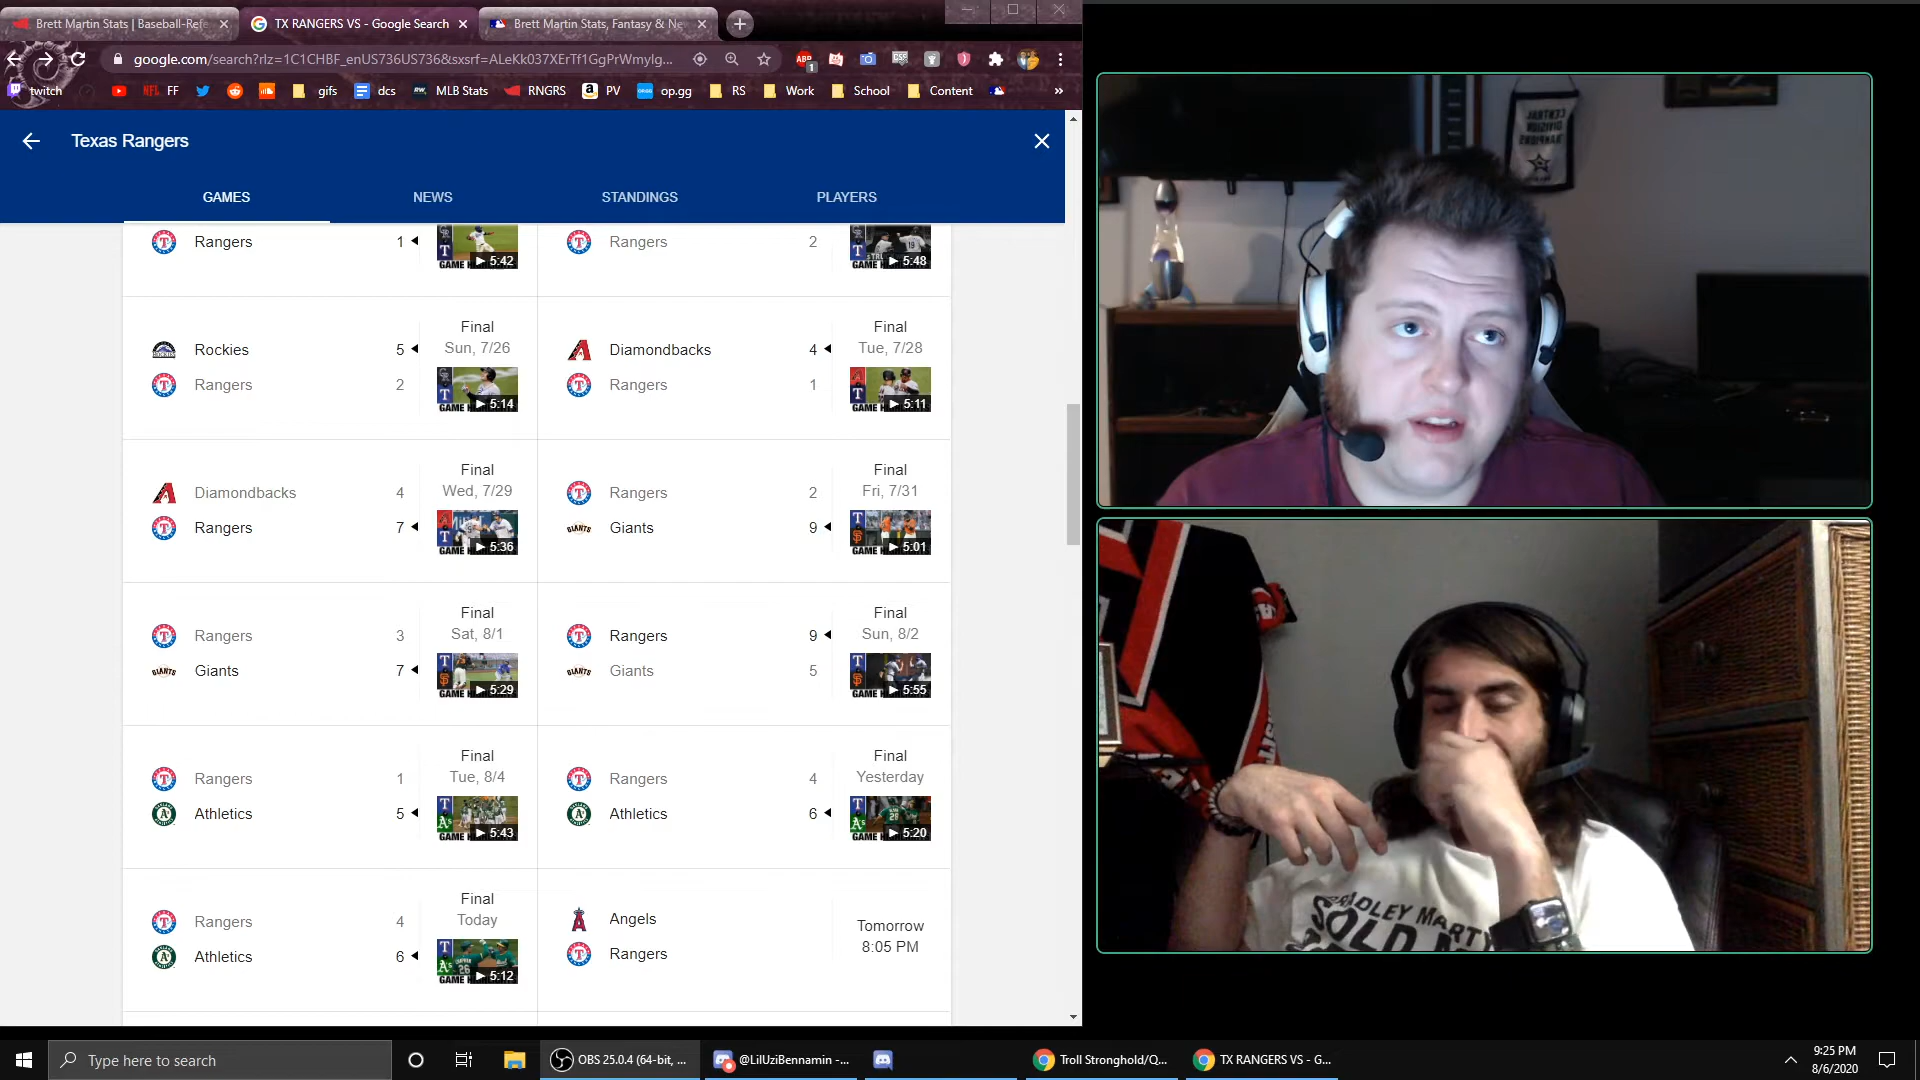 Brett Martin Stats | Baseball-Refe
TX RANGERS VS - Google Search
Brett Martin Stats, Fantasy & Ne
google.com/search?rlz=1C1CHBF_enUS736US736&sxsrf=ALeKk037XErTf1GgPrWmylg...
ABP
1
twitch
NFL FF
gifs
dcs
MLB Stats
RNGRS
PV
op.gg
RS
Work
School
Content
»
Texas Rangers
GAMES
NEWS
STANDINGS
PLAYERS
Rangers 1
5:42
Rangers 2
5:48
Final
Sun, 7/26
Rockies 5
Rangers 2
5:14
Final
Tue, 7/28
Diamondbacks 4
Rangers 1
5:11
Final
Wed, 7/29
Diamondbacks 4
Rangers 7
5:36
Final
Fri, 7/31
Rangers 2
Giants 9
5:01
Final
Sat, 8/1
Rangers 3
Giants 7
5:29
Final
Sun, 8/2
Rangers 9
Giants 5
5:55
Final
Tue, 8/4
Rangers 1
Athletics 5
5:43
Final
Yesterday
Rangers 4
Athletics 6
5:20
Final
Today
Rangers 4
Athletics 6
5:12
Angels
Rangers
Tomorrow
8:05 PM
CENTRAL
DIVISION
Type here to search
OBS 25.0.4 (64-bit, ...
@LilUziBennamin -...
Troll Stronghold/Q...
TX RANGERS VS - G...
9:25 PM
8/6/2020